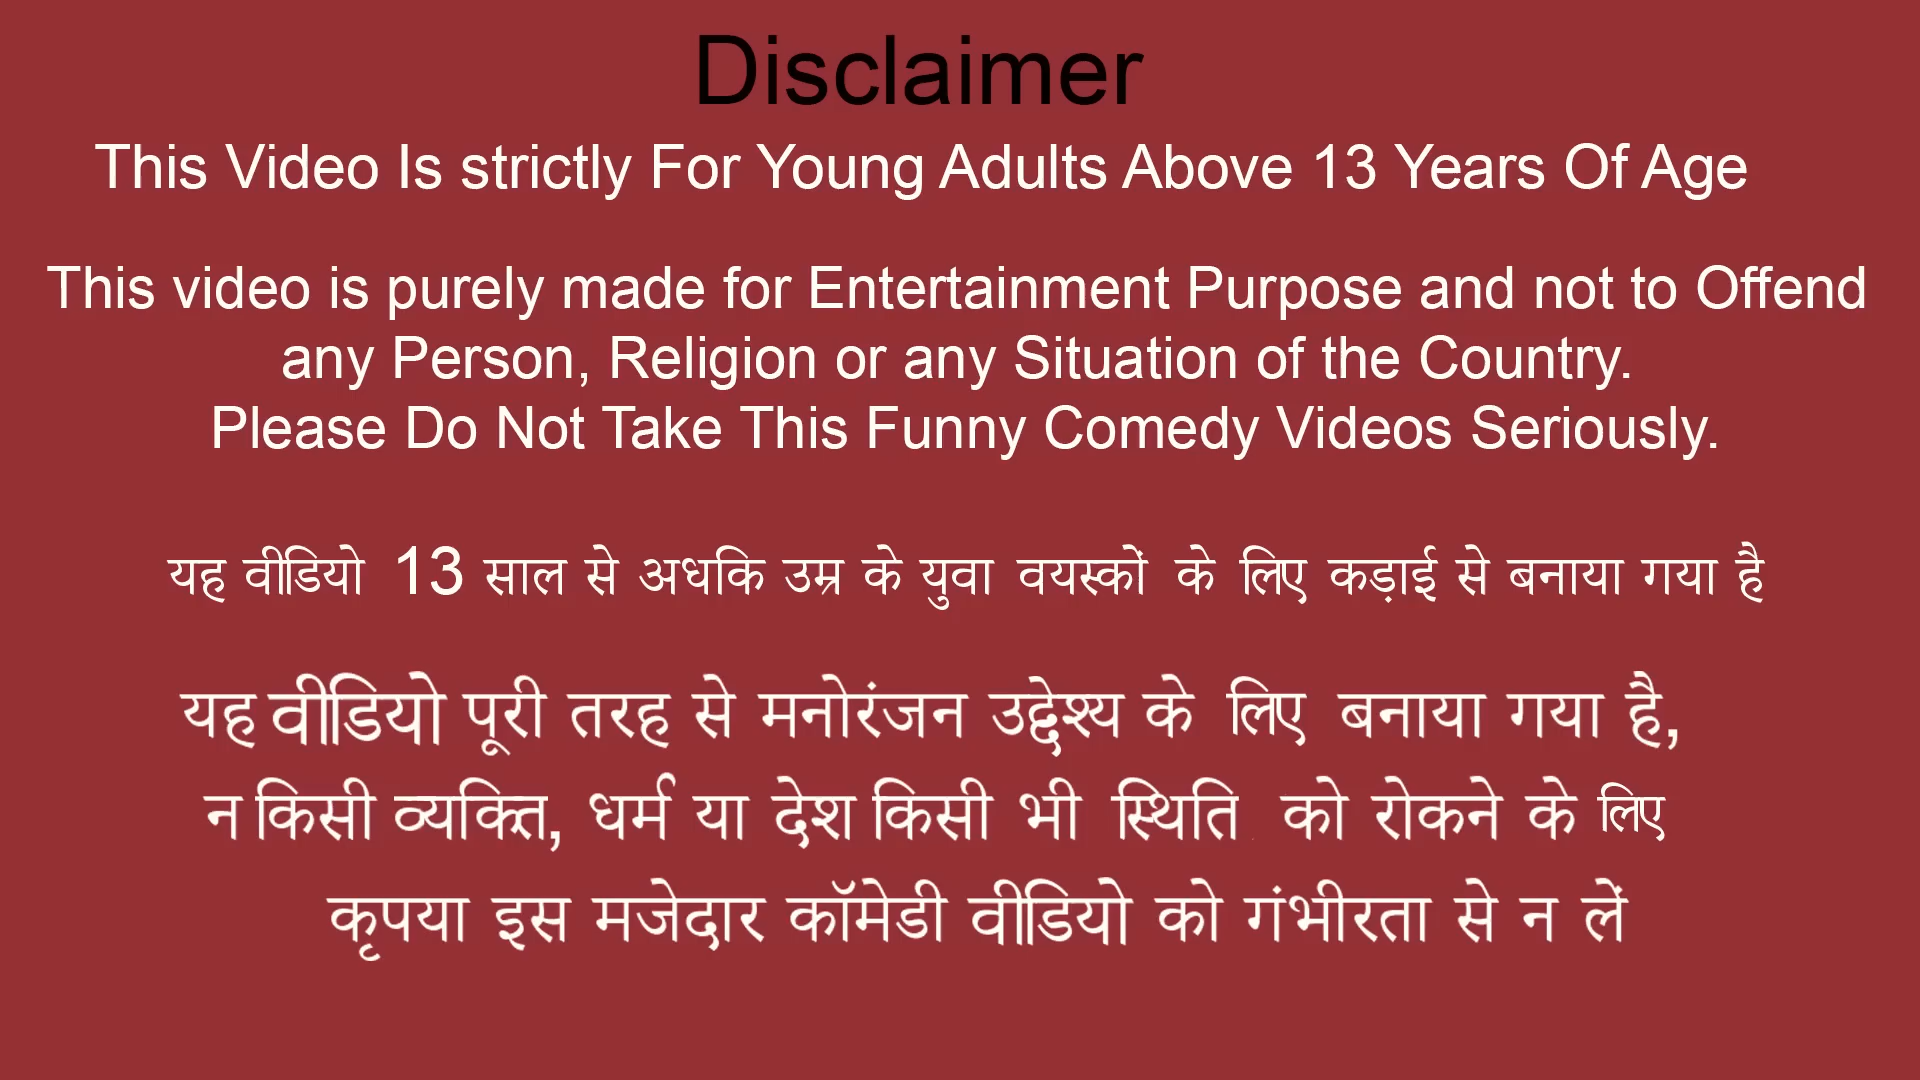 Disclaimer
This Video Is strictly For Young Adults Above 13 Years Of Age
This video is purely made for Entertainment Purpose and not to Offend
any Person, Religion or any Situation of the Country.
Please Do Not Take This Funny Comedy Videos Seriously.
यह वीडियो 13 साल से अधकि उम्र के युवा वयस्कों के लिए कड़ाई से बनाया गया है
यह वीडियो पूरी तरह से मनोरंजन उद्देश्य के लिए बनाया गया है,
न किसी व्यक्ति, धर्म या देश किसी भी स्थिति को रोकने के लिए
कृपया इस मजेदार कॉमेडी वीडियो को गंभीरता से न लें